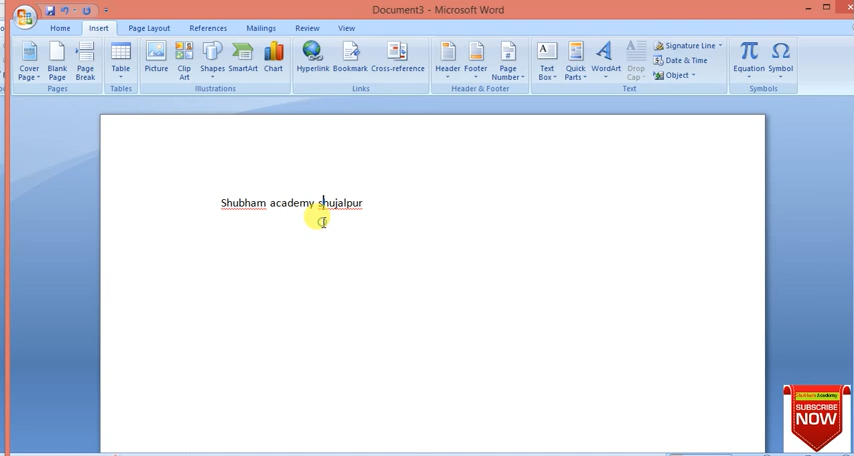 Document3 - Microsoft Word
Home Insert Page Layout References Mailings Review View
Cover Page
Blank Page
Page Break
Table
Picture
Clip Art
Shapes
SmartArt
Chart
Hyperlink
Bookmark
Cross-reference
Header
Footer
Page Number
Text Box
Quick Parts
WordArt
Drop Cap
Signature Line
Date & Time
Object
Equation
Symbol
Pages Tables Illustrations Links Header & Footer Text Symbols
Shubham academy shujalpur
SUBSCRIBE
NOW